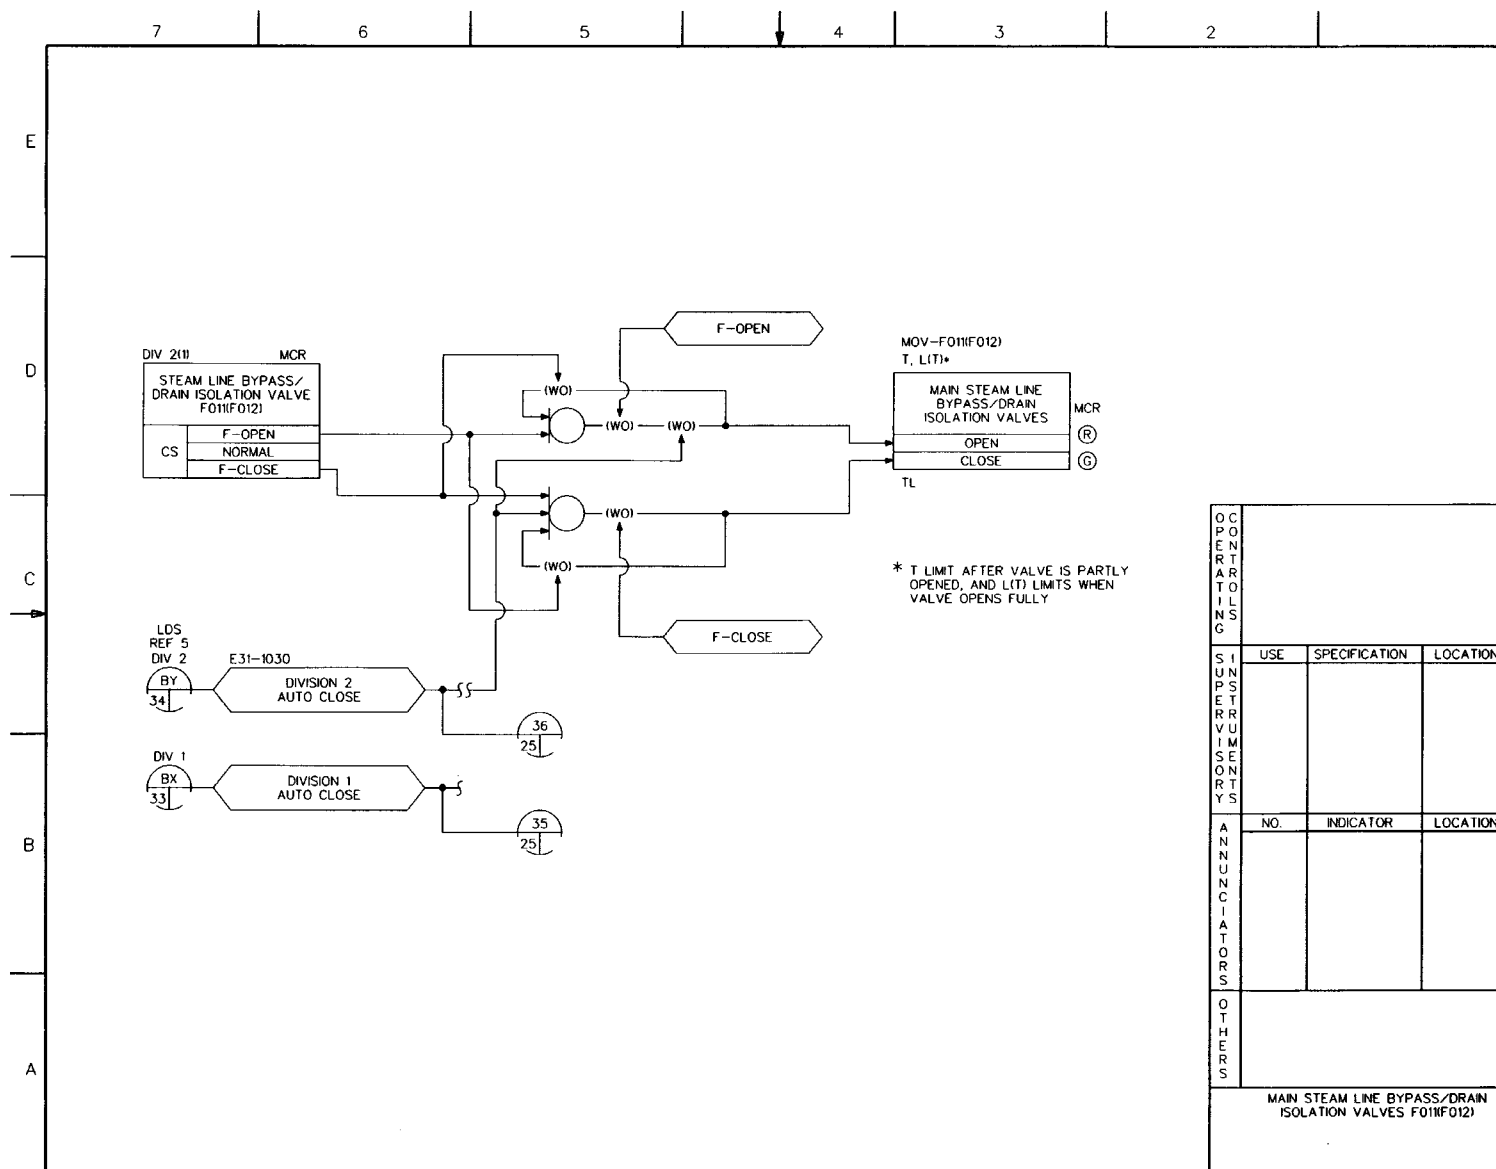 7 6 5 4 3 2
E
D
C
B
A
DIV 2(1) MCR
STEAM LINE BYPASS/
DRAIN ISOLATION VALVE
F011(F012)
CS
F-OPEN
NORMAL
F-CLOSE
F-OPEN
(WO)
(WO)
(WO)
(WO)
(WO)
F-CLOSE
MOV-F011(F012)
T, L(T)*
MAIN STEAM LINE
BYPASS/DRAIN
ISOLATION VALVES
MCR
OPEN
R
CLOSE
G
TL
* T LIMIT AFTER VALVE IS PARTLY
OPENED, AND L(T) LIMITS WHEN
VALVE OPENS FULLY
LDS
REF 5
DIV 2
BY
34
E31-1030
DIVISION 2
AUTO CLOSE
36
25
DIV 1
BX
33
DIVISION 1
AUTO CLOSE
35
25
OPERATING
CONTROLS
SUPERVISORY
INSTRUMENTS
USE SPECIFICATION LOCATION
ANNUNCIATORS
NO. INDICATOR LOCATION
OTHERS
MAIN STEAM LINE BYPASS/DRAIN
ISOLATION VALVES F011(F012)